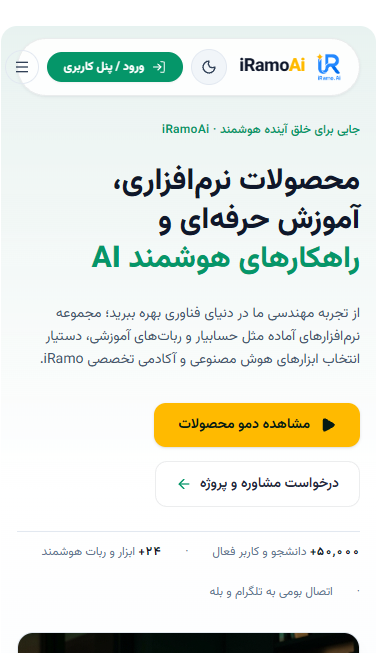 iRamoAi
iRamo.Ai
ورود / پنل کاربری
جایی برای خلق آینده هوشمند · iRamoAi
محصولات نرم‌افزاری،
آموزش حرفه‌ای و
راهکارهای هوشمند AI
از تجربه مهندسی ما در دنیای فناوری بهره ببرید؛ مجموعه
نرم‌افزارهای آماده مثل حسابیار و ربات‌های آموزشی، دستیار
انتخاب ابزارهای هوش مصنوعی و آکادمی تخصصی iRamo.
مشاهده دمو محصولات
درخواست مشاوره و پروژه
+۵۰,۰۰۰ دانشجو و کاربر فعال · +۲۴ ابزار و ربات هوشمند
· اتصال بومی به تلگرام و بله